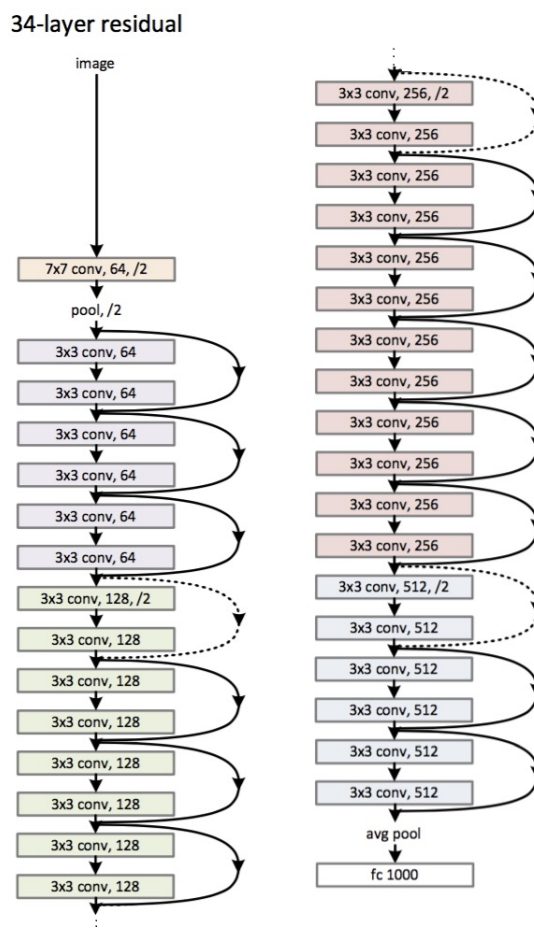 34-layer residual
image
7x7 conv, 64, /2
pool, /2
3x3 conv, 64
3x3 conv, 64
3x3 conv, 64
3x3 conv, 64
3x3 conv, 64
3x3 conv, 64
3x3 conv, 128, /2
3x3 conv, 128
3x3 conv, 128
3x3 conv, 128
3x3 conv, 128
3x3 conv, 128
3x3 conv, 128
3x3 conv, 128
3x3 conv, 256, /2
3x3 conv, 256
3x3 conv, 256
3x3 conv, 256
3x3 conv, 256
3x3 conv, 256
3x3 conv, 256
3x3 conv, 256
3x3 conv, 256
3x3 conv, 256
3x3 conv, 256
3x3 conv, 256
3x3 conv, 512, /2
3x3 conv, 512
3x3 conv, 512
3x3 conv, 512
3x3 conv, 512
3x3 conv, 512
avg pool
fc 1000